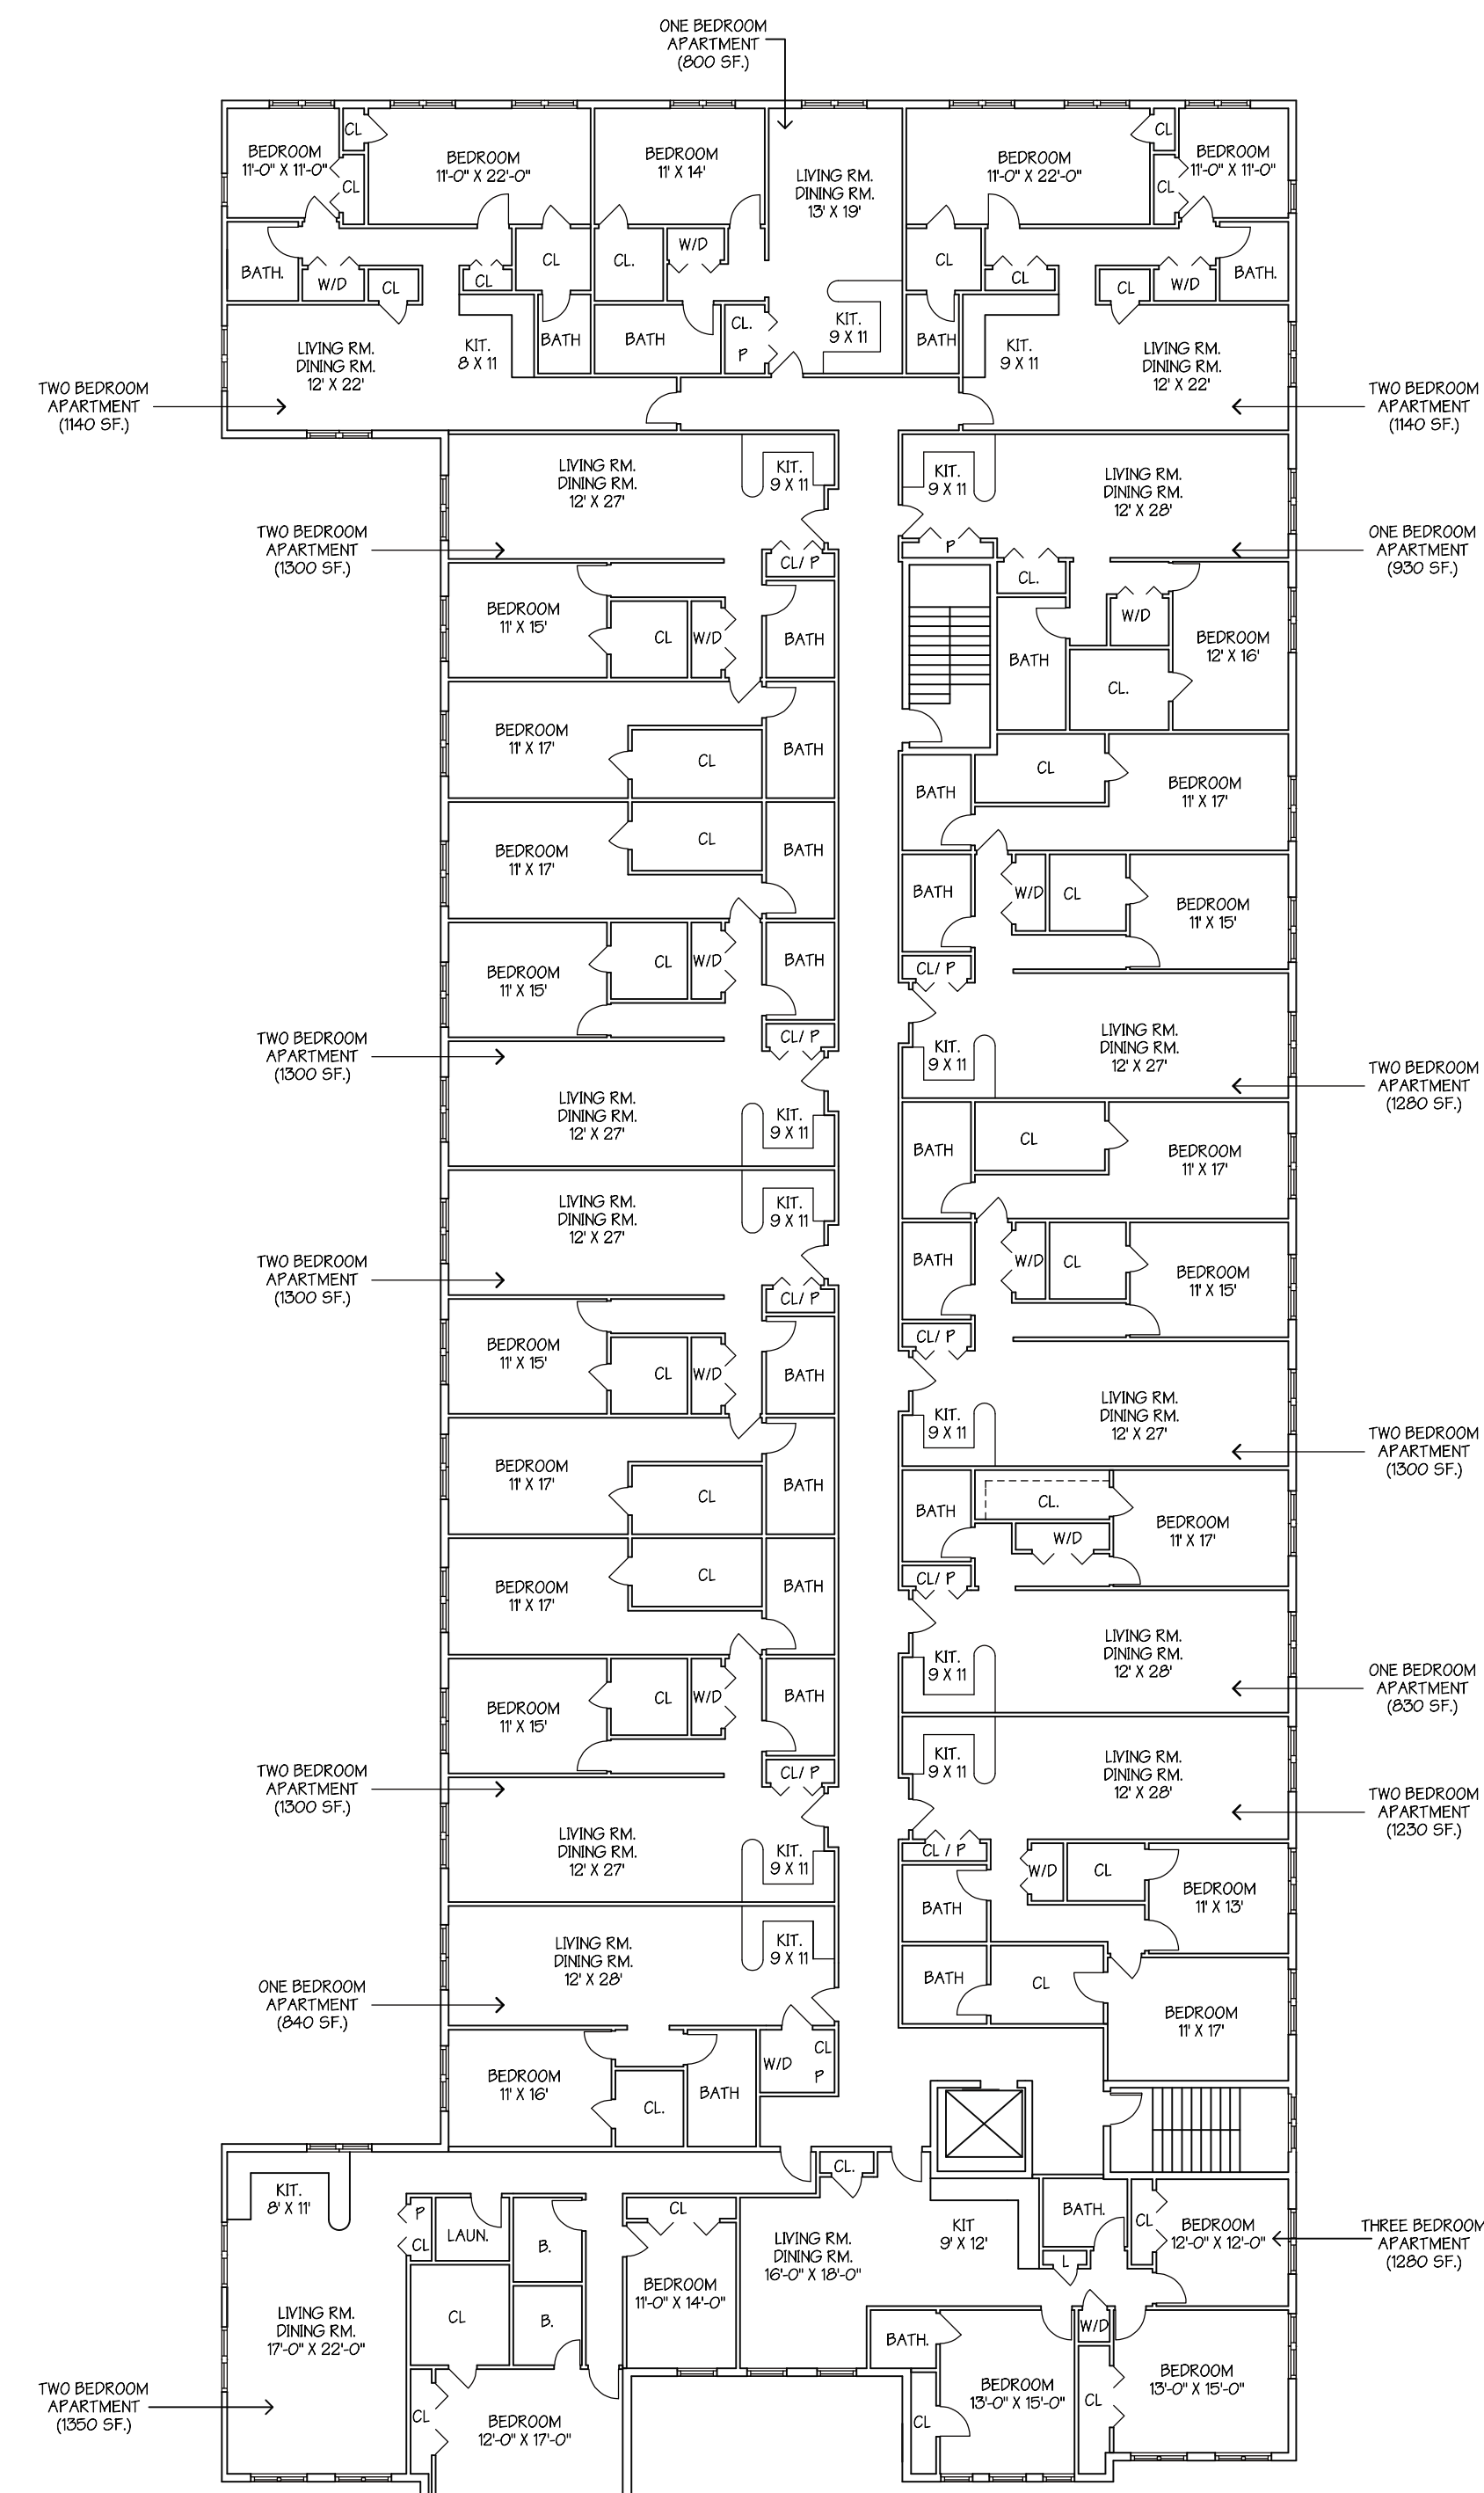 ONE BEDROOM
APARTMENT
(800 SF.)
BEDROOM
11'-0" X 11'-0"
CL
CL
BEDROOM
11'-0" X 22'-0"
BEDROOM
11' X 14'
LIVING RM.
DINING RM.
13' X 19'
BEDROOM
11'-0" X 22'-0"
CL
CL
BEDROOM
11'-0" X 11'-0"
BATH.
W/D
CL
CL
CL
CL.
W/D
CL
CL
CL
W/D
BATH.
LIVING RM.
DINING RM.
12' X 22'
KIT.
8 X 11
BATH
BATH
CL.
P
KIT.
9 X 11
BATH
KIT.
9 X 11
LIVING RM.
DINING RM.
12' X 22'
TWO BEDROOM
APARTMENT
(1140 SF.)
TWO BEDROOM
APARTMENT
(1140 SF.)
LIVING RM.
DINING RM.
12' X 27'
KIT.
9 X 11
KIT.
9 X 11
LIVING RM.
DINING RM.
12' X 28'
TWO BEDROOM
APARTMENT
(1300 SF.)
CL/ P
P
ONE BEDROOM
APARTMENT
(930 SF.)
BEDROOM
11' X 15'
CL
W/D
BATH
CL.
W/D
BATH
CL.
BEDROOM
12' X 16'
BEDROOM
11' X 17'
CL
BATH
CL
BEDROOM
11' X 17'
BATH
BEDROOM
11' X 17'
CL
BATH
BATH
W/D
CL
BEDROOM
11' X 15'
BEDROOM
11' X 15'
CL
W/D
BATH
CL/ P
CL/ P
TWO BEDROOM
APARTMENT
(1300 SF.)
KIT.
9 X 11
LIVING RM.
DINING RM.
12' X 27'
LIVING RM.
DINING RM.
12' X 27'
KIT.
9 X 11
TWO BEDROOM
APARTMENT
(1280 SF.)
BATH
CL
BEDROOM
11' X 17'
LIVING RM.
DINING RM.
12' X 27'
KIT.
9 X 11
TWO BEDROOM
APARTMENT
(1300 SF.)
CL/ P
BATH
W/D
CL
BEDROOM
11' X 15'
CL/ P
BEDROOM
11' X 15'
CL
W/D
BATH
KIT.
9 X 11
LIVING RM.
DINING RM.
12' X 27'
TWO BEDROOM
APARTMENT
(1300 SF.)
BEDROOM
11' X 17'
CL
BATH
BATH
CL.
W/D
BEDROOM
11' X 17'
CL/ P
BEDROOM
11' X 17'
CL
BATH
KIT.
9 X 11
LIVING RM.
DINING RM.
12' X 28'
ONE BEDROOM
APARTMENT
(830 SF.)
BEDROOM
11' X 15'
CL
W/D
BATH
CL/ P
TWO BEDROOM
APARTMENT
(1300 SF.)
KIT.
9 X 11
LIVING RM.
DINING RM.
12' X 28'
TWO BEDROOM
APARTMENT
(1230 SF.)
LIVING RM.
DINING RM.
12' X 27'
KIT.
9 X 11
CL / P
W/D
CL
BEDROOM
11' X 13'
BATH
LIVING RM.
DINING RM.
12' X 28'
KIT.
9 X 11
BATH
CL
BEDROOM
11' X 17'
ONE BEDROOM
APARTMENT
(840 SF.)
BEDROOM
11' X 16'
CL.
BATH
W/D
CL
P
KIT.
8' X 11'
P
CL
LAUN.
B.
CL
CL.
LIVING RM.
DINING RM.
16'-0" X 18'-0"
KIT
9' X 12'
BATH.
L
CL
BEDROOM
12'-0" X 12'-0"
THREE BEDROOM
APARTMENT
(1280 SF.)
BEDROOM
11'-0" X 14'-0"
LIVING RM.
DINING RM.
17'-0" X 22'-0"
CL
B.
BATH.
W/D
BEDROOM
13'-0" X 15'-0"
CL
BEDROOM
13'-0" X 15'-0"
TWO BEDROOM
APARTMENT
(1350 SF.)
CL
BEDROOM
12'-0" X 17'-0"
CL